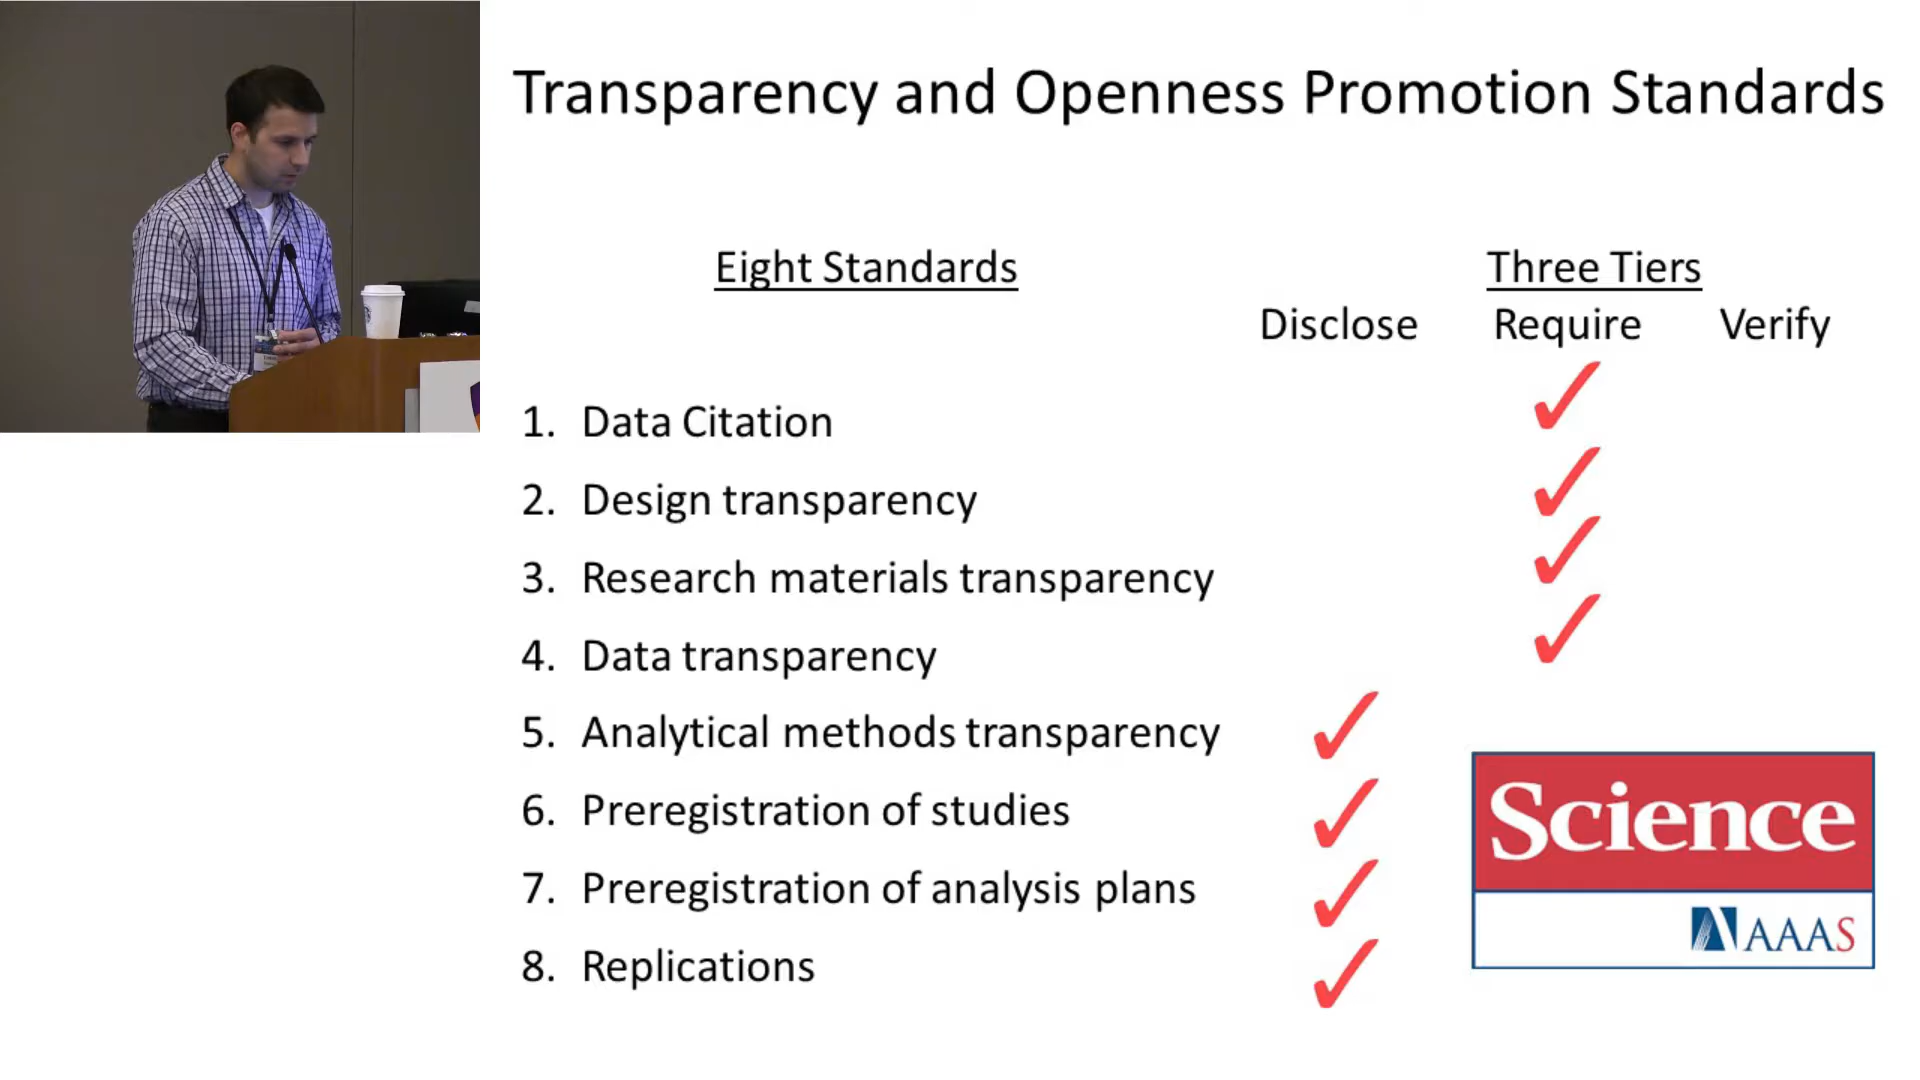 Transparency and Openness Promotion Standards
Eight Standards
Three Tiers
Disclose Require Verify
1. Data Citation ✓
2. Design transparency ✓
3. Research materials transparency ✓
4. Data transparency ✓
5. Analytical methods transparency ✓
6. Preregistration of studies ✓
7. Preregistration of analysis plans ✓
8. Replications ✓
Science
AAAS